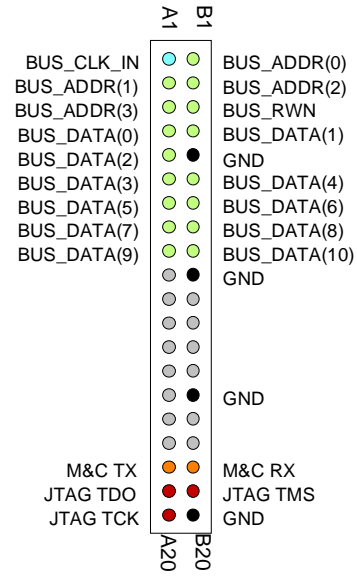 A1 B1
BUS_CLK_IN BUS_ADDR(0)
BUS_ADDR(1) BUS_ADDR(2)
BUS_ADDR(3) BUS_RWN
BUS_DATA(0) BUS_DATA(1)
BUS_DATA(2) GND
BUS_DATA(3) BUS_DATA(4)
BUS_DATA(5) BUS_DATA(6)
BUS_DATA(7) BUS_DATA(8)
BUS_DATA(9) BUS_DATA(10)
GND
GND
M&C TX M&C RX
JTAG TDO JTAG TMS
JTAG TCK GND
A20 B20